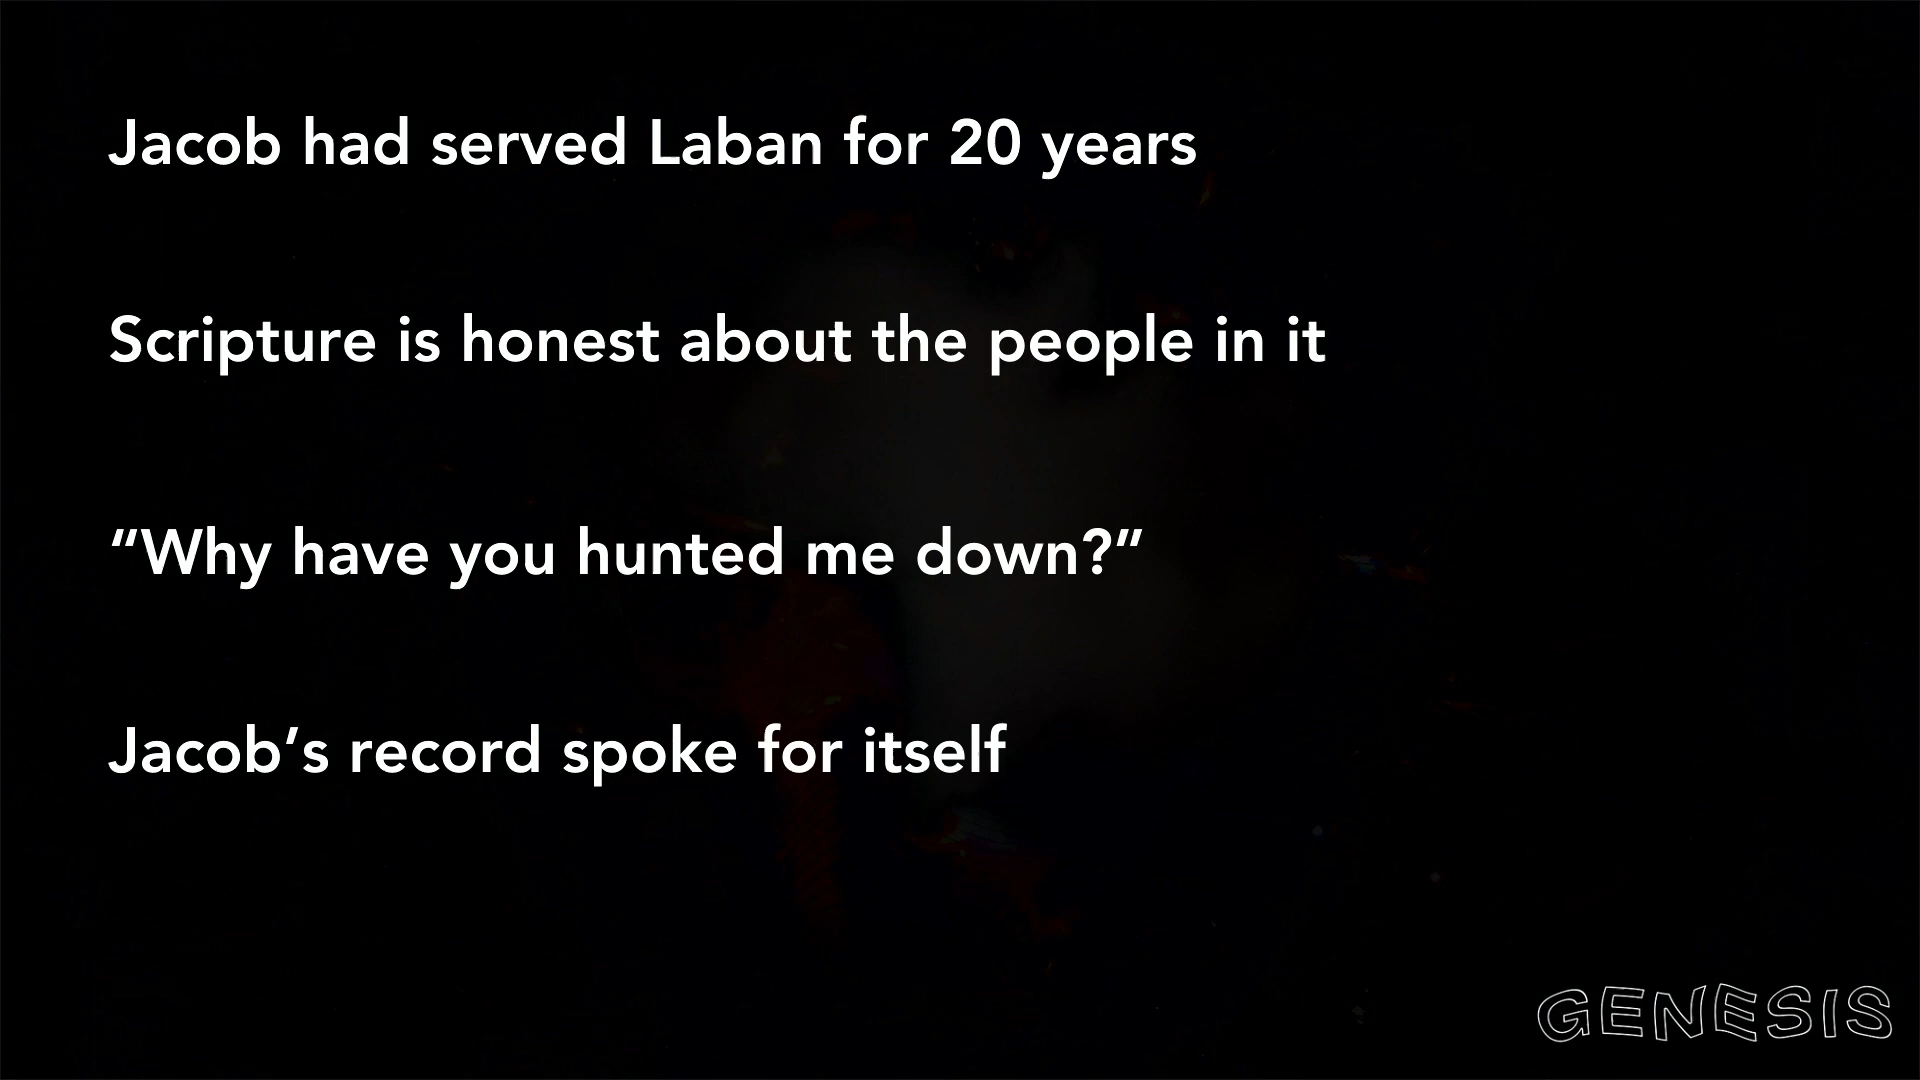 Jacob had served Laban for 20 years
Scripture is honest about the people in it
“Why have you hunted me down?”
Jacob’s record spoke for itself
GENESIS